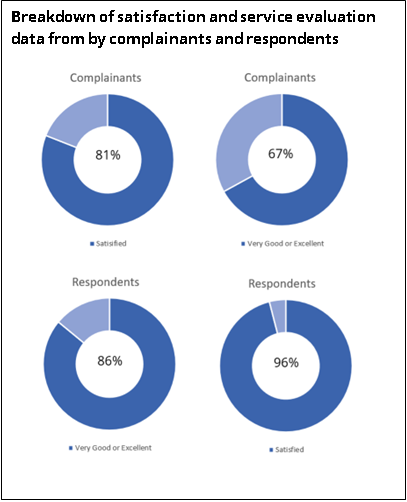 Breakdown of satisfaction and service evaluation
data from by complainants and respondents
Complainants
81%
Satisified
Complainants
67%
Very Good or Excellent
Respondents
86%
Very Good or Excellent
Respondents
96%
Satisfied